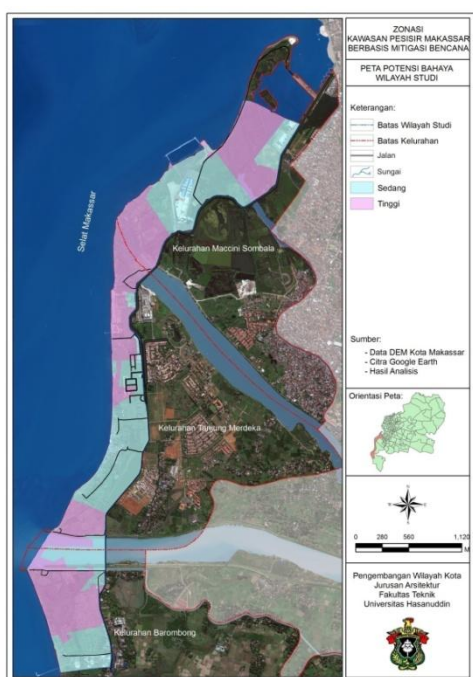 ZONASI
KAWASAN PESISIR MAKASSAR
BERBASIS MITIGASI BENCANA
PETA POTENSI BAHAYA
WILAYAH STUDI
Keterangan:
Batas Wilayah Studi
Batas Kelurahan
Jalan
Sungai
Sedang
Tinggi
Selat Makassar
Kelurahan Maccini Sombala
Kelurahan Tanjung Merdeka
Kelurahan Barombong
Sumber:
- Data DEM Kota Makassar
- Citra Google Earth
- Hasil Analisis
Orientasi Peta:
0 280 560 1,120
M
Pengembangan Wilayah Kota
Jurusan Arsitektur
Fakultas Teknik
Universitas Hasanuddin